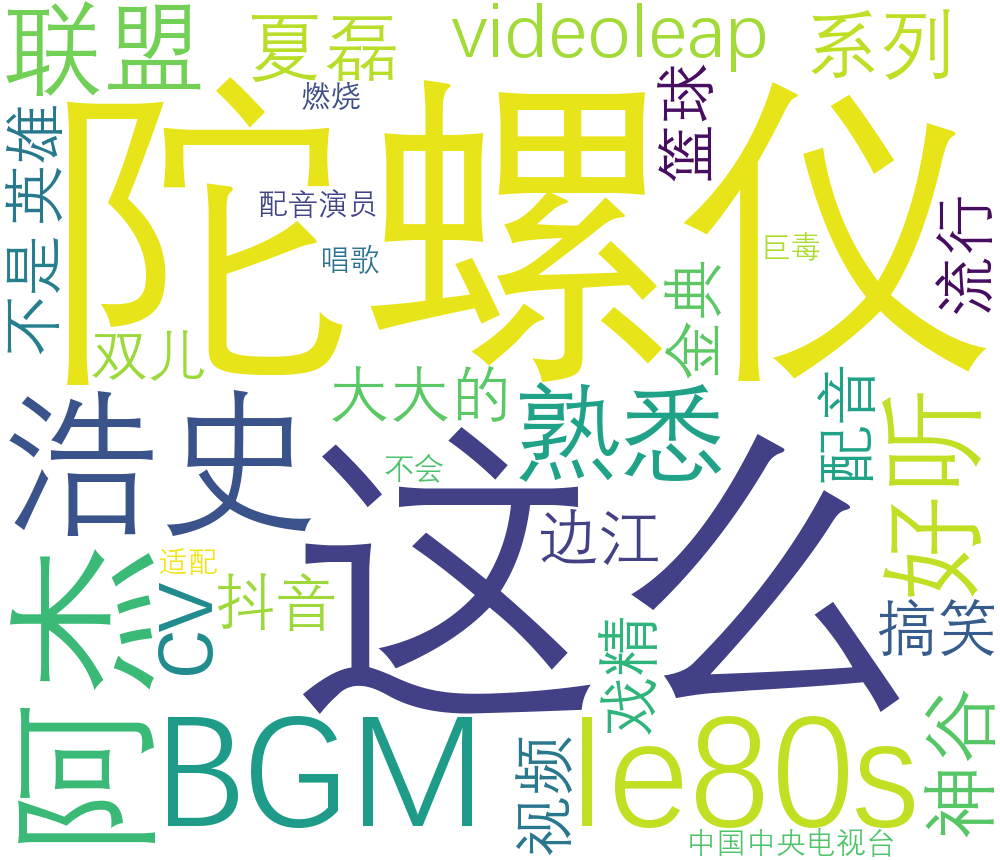 联盟
夏磊
videoleap
系列
燃烧
篮球
不是英雄
陀螺仪
配音演员
唱歌
巨毒
流行
金典
双儿
大大的
熟悉
配音
好听
浩史
不会
这么
边江
适配
阿杰
CV
抖音
搞笑
戏精
神谷
BGM
le80s
视频
中国中央电视台